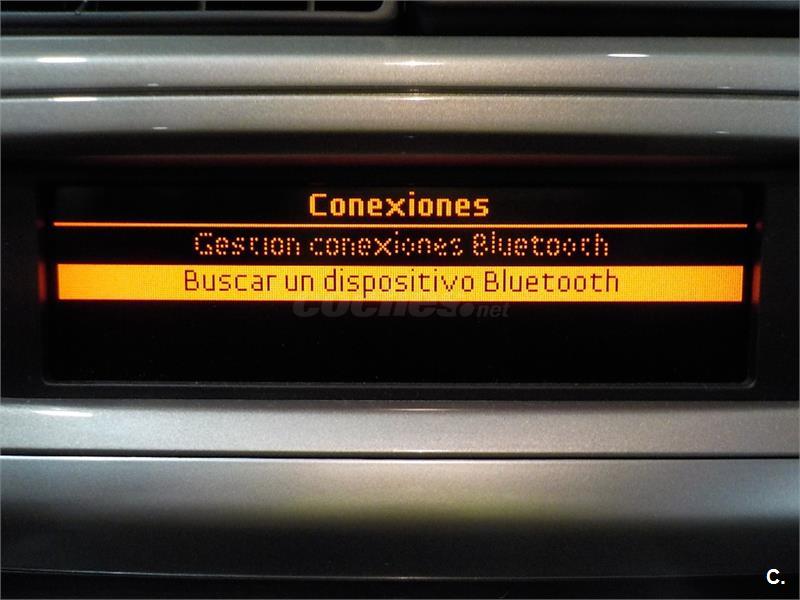 Conexiones
Gestion conexiones Bluetooth
Buscar un dispositivo Bluetooth
coches.net
C.